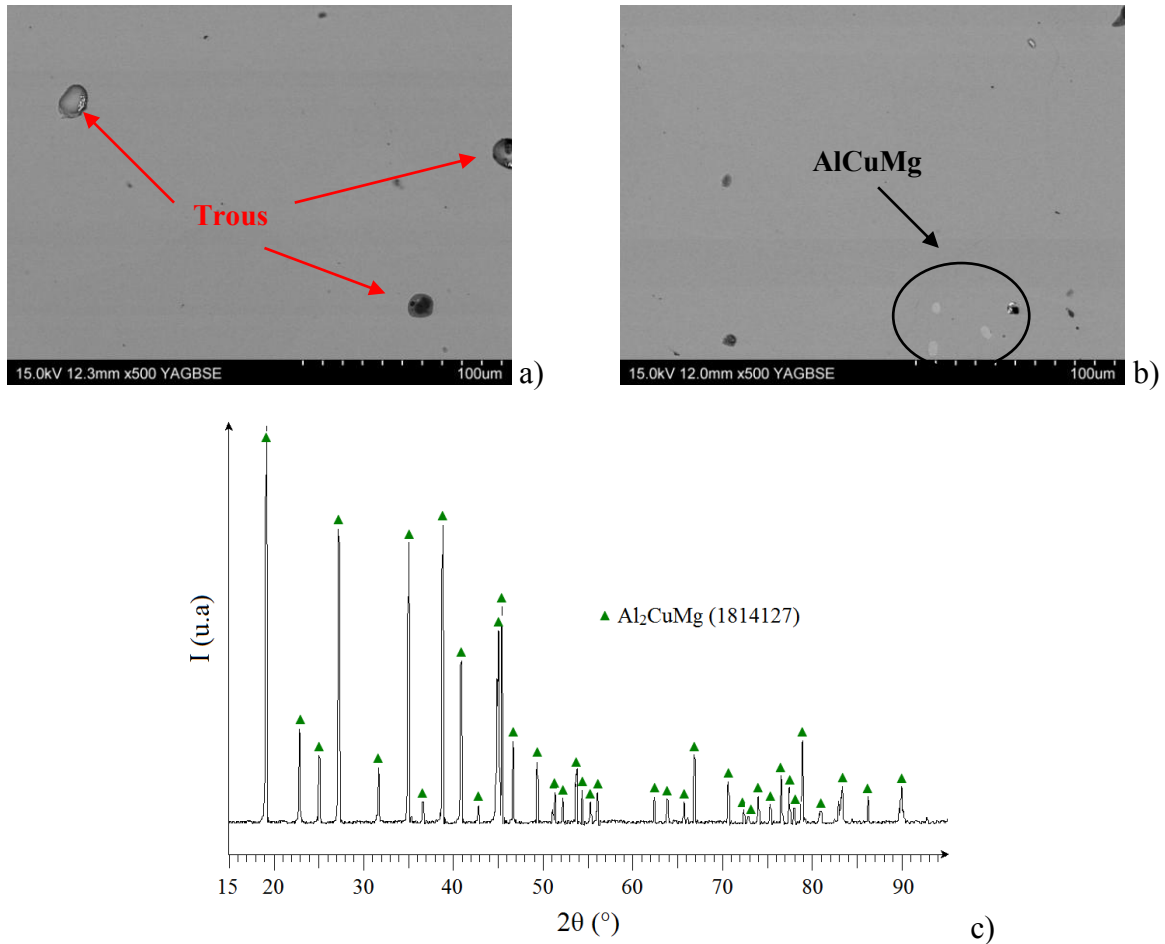 Trous
15.0kV 12.3mm x500 YAGBSE 100um
a)
AlCuMg
15.0kV 12.0mm x500 YAGBSE 100um
b)
I (u.a)
▲ Al₂CuMg (1814127)
15 20 30 40 50 60 70 80 90
2θ (°)
c)